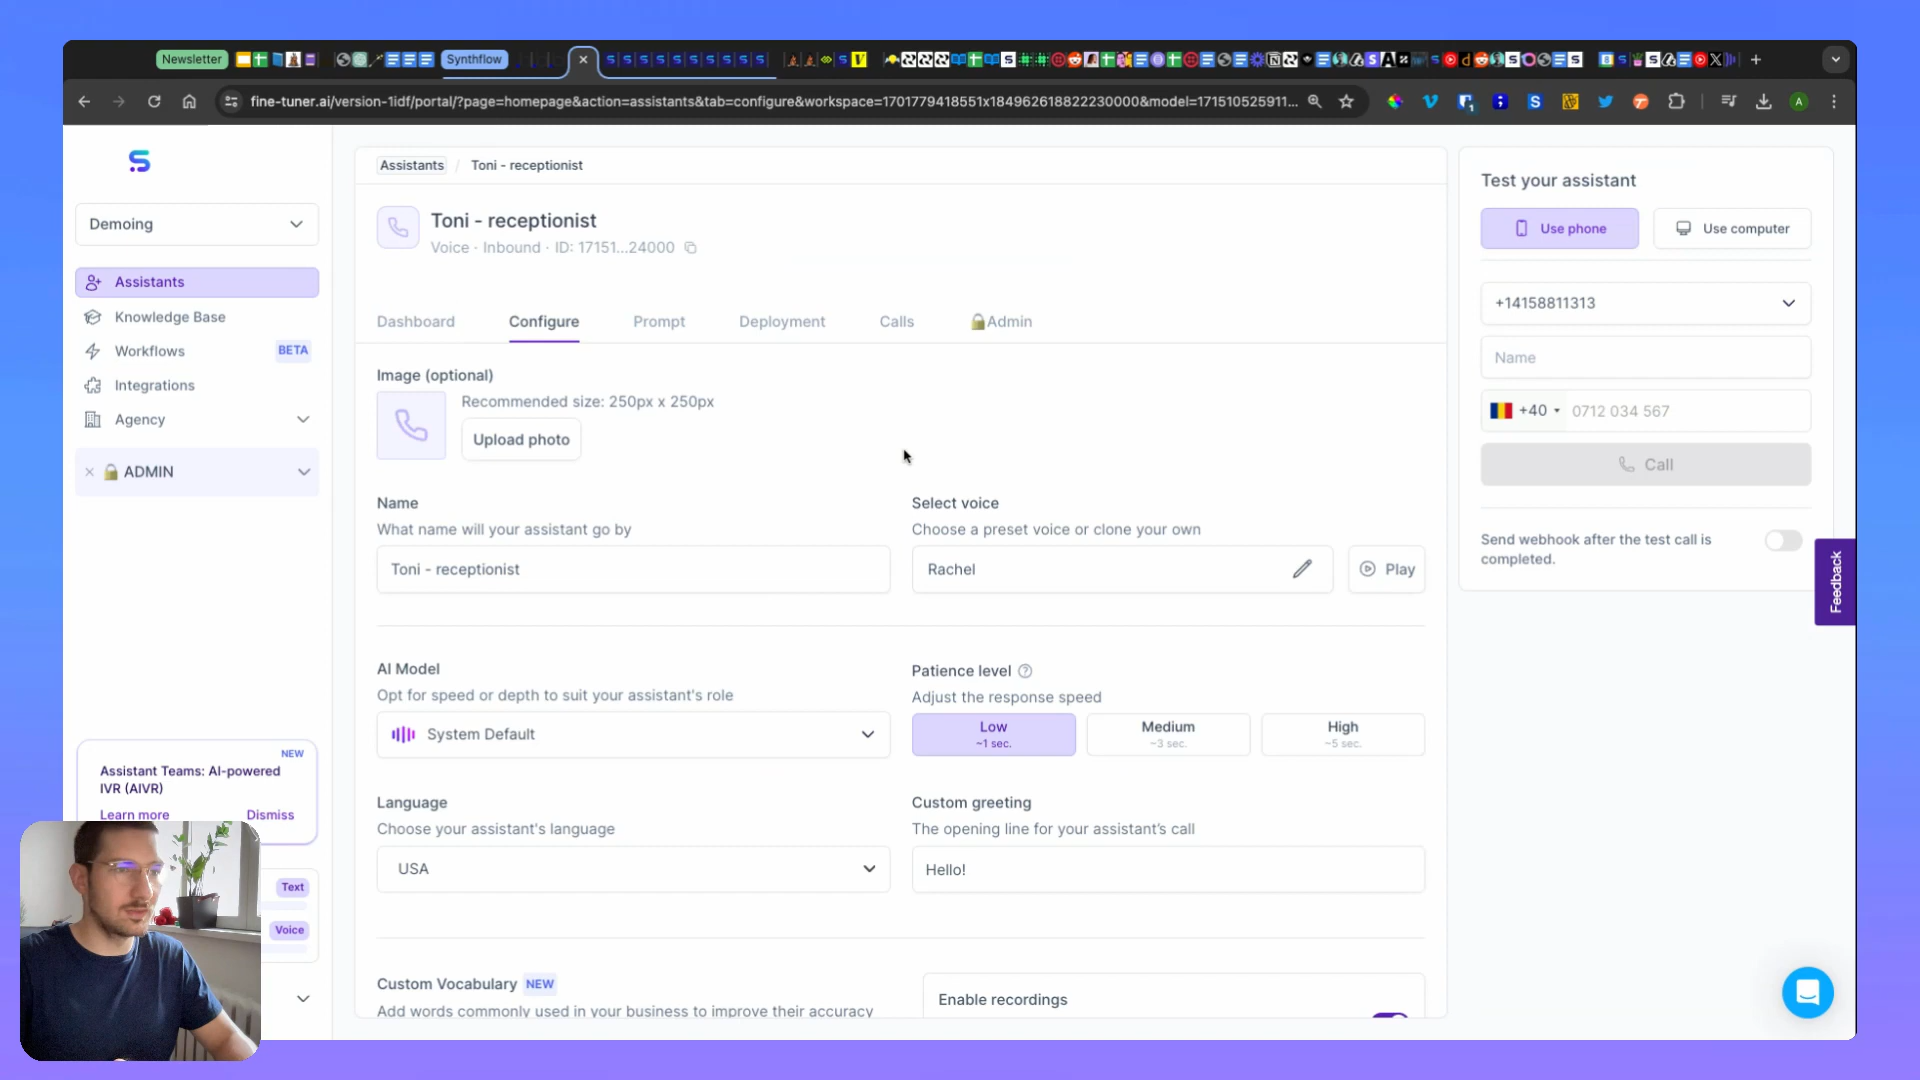 Newsletter
Synthflow
fine-tuner.ai/version-1idf/portal/?page=homepage&action=assistants&tab=configure&workspace=1701779418551x184962618822230000&model=171510525911...
Demoing
Assistants
Knowledge Base
Workflows BETA
Integrations
Agency
ADMIN
NEW
Assistant Teams: AI-powered
IVR (AIVR)
Learn more Dismiss
Text
Voice
Assistants / Toni - receptionist
Toni - receptionist
Voice · Inbound · ID: 17151...24000
Dashboard Configure Prompt Deployment Calls Admin
Image (optional)
Recommended size: 250px x 250px
Upload photo
Name
What name will your assistant go by
Toni - receptionist
Select voice
Choose a preset voice or clone your own
Rachel
Play
AI Model
Opt for speed or depth to suit your assistant's role
System Default
Patience level
Adjust the response speed
Low
~1 sec.
Medium
~3 sec.
High
~5 sec.
Language
Choose your assistant's language
USA
Custom greeting
The opening line for your assistant's call
Hello!
Custom Vocabulary NEW
Add words commonly used in your business to improve their accuracy
Enable recordings
Test your assistant
Use phone
Use computer
+14158811313
Name
+40 0712 034 567
Call
Send webhook after the test call is
completed.
Feedback